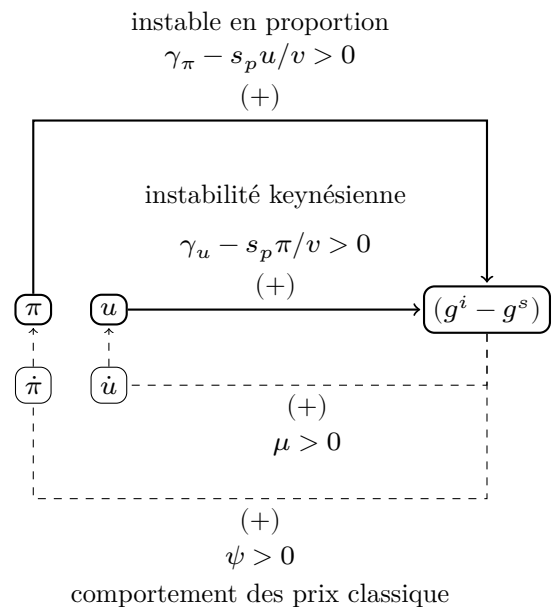 instable en proportion
γ_π − s_p u/v > 0
(+)
instabilité keynésienne
γ_u − s_p π/v > 0
(+)
π u (g^i − g^s)
π̇ u̇
(+)
μ > 0
(+)
ψ > 0
comportement des prix classique